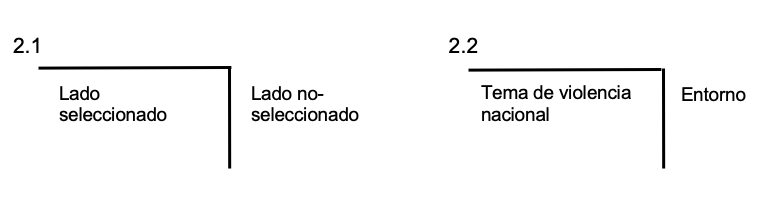 2.1
Lado
seleccionado
Lado no-
seleccionado
2.2
Tema de violencia
nacional
Entorno